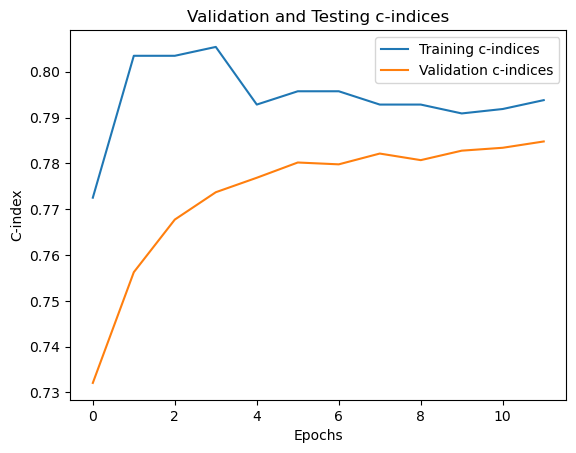 Validation and Testing c-indices
Training c-indices
Validation c-indices
C-index
0.80
0.79
0.78
0.77
0.76
0.75
0.74
0.73
0 2 4 6 8 10
Epochs